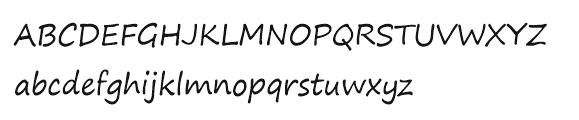 ABCDEFGHJKLMNOPQRSTUVWXYZ
abcdefghijklmnopqrstuwxyz